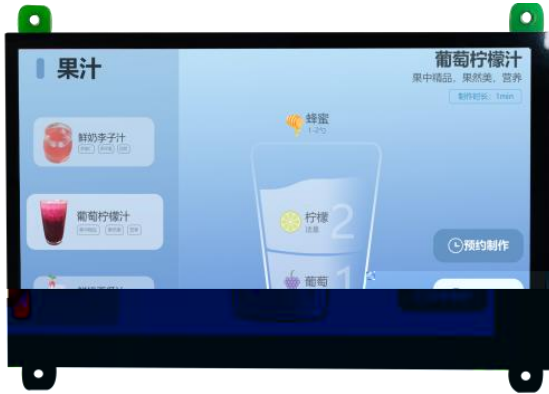 果汁
葡萄柠檬汁
果中精品、果然美，营养
制作时长：1min
蜂蜜
1-2勺
鲜奶李子汁
柠檬
适量
2
葡萄柠檬汁
预约制作
葡萄
1